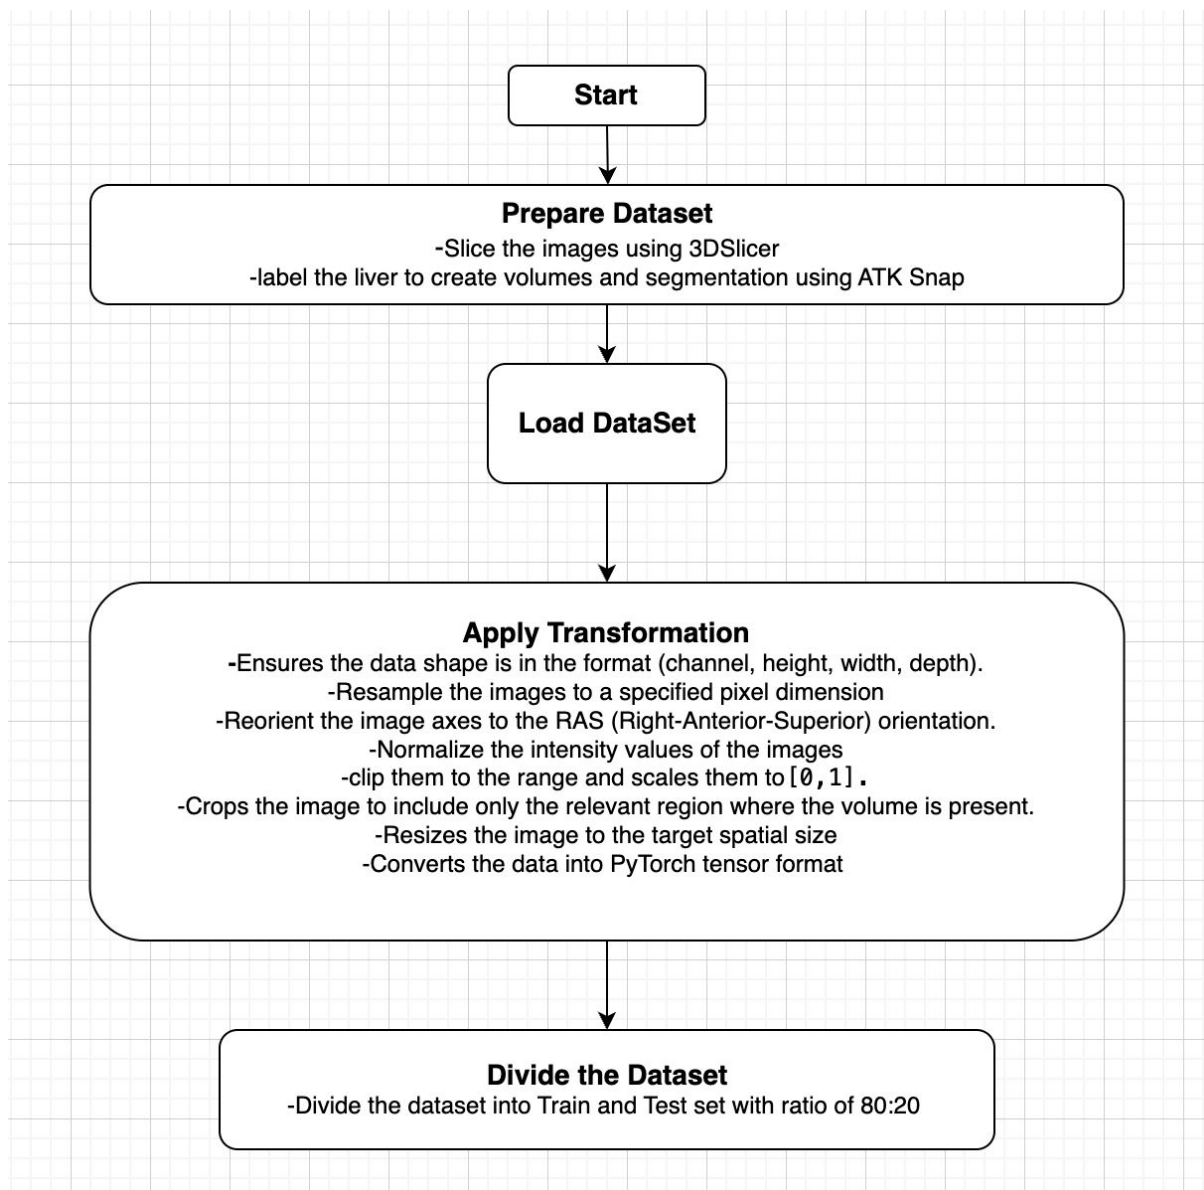 Start
Prepare Dataset
-Slice the images using 3DSlicer
-label the liver to create volumes and segmentation using ATK Snap
Load DataSet
Apply Transformation
-Ensures the data shape is in the format (channel, height, width, depth).
-Resample the images to a specified pixel dimension
-Reorient the image axes to the RAS (Right-Anterior-Superior) orientation.
-Normalize the intensity values of the images
-clip them to the range and scales them to [0,1].
-Crops the image to include only the relevant region where the volume is present.
-Resizes the image to the target spatial size
-Converts the data into PyTorch tensor format
Divide the Dataset
-Divide the dataset into Train and Test set with ratio of 80:20